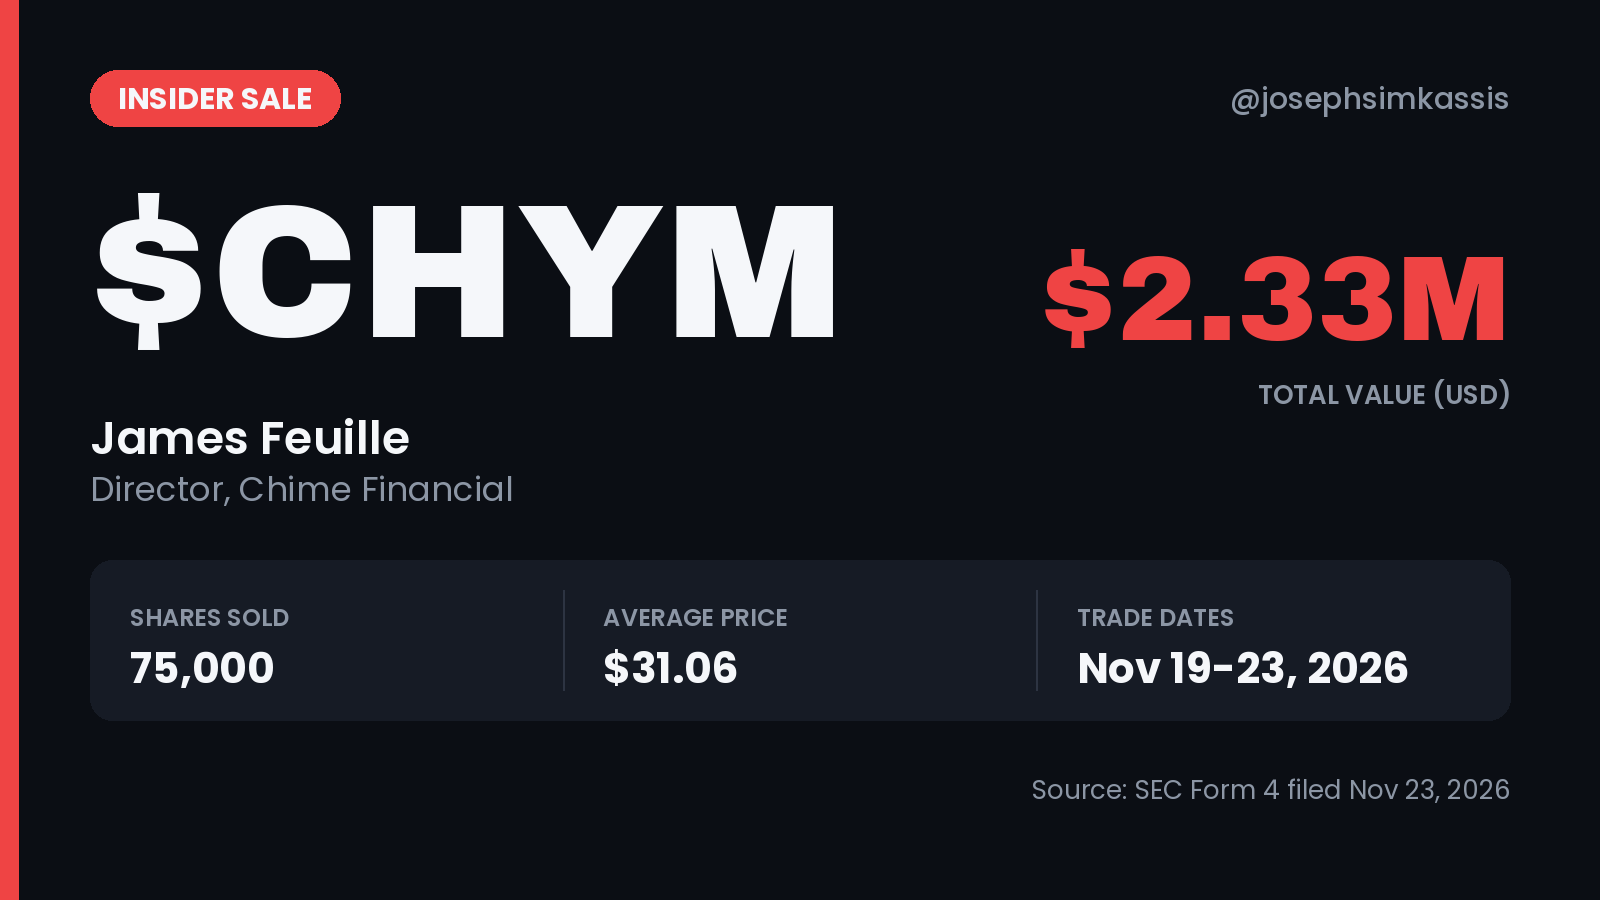 INSIDER SALE
@josephsimkassis
$CHYM
$2.33M
TOTAL VALUE (USD)
James Feuille
Director, Chime Financial
SHARES SOLD
75,000
AVERAGE PRICE
$31.06
TRADE DATES
Nov 19-23, 2026
Source: SEC Form 4 filed Nov 23, 2026